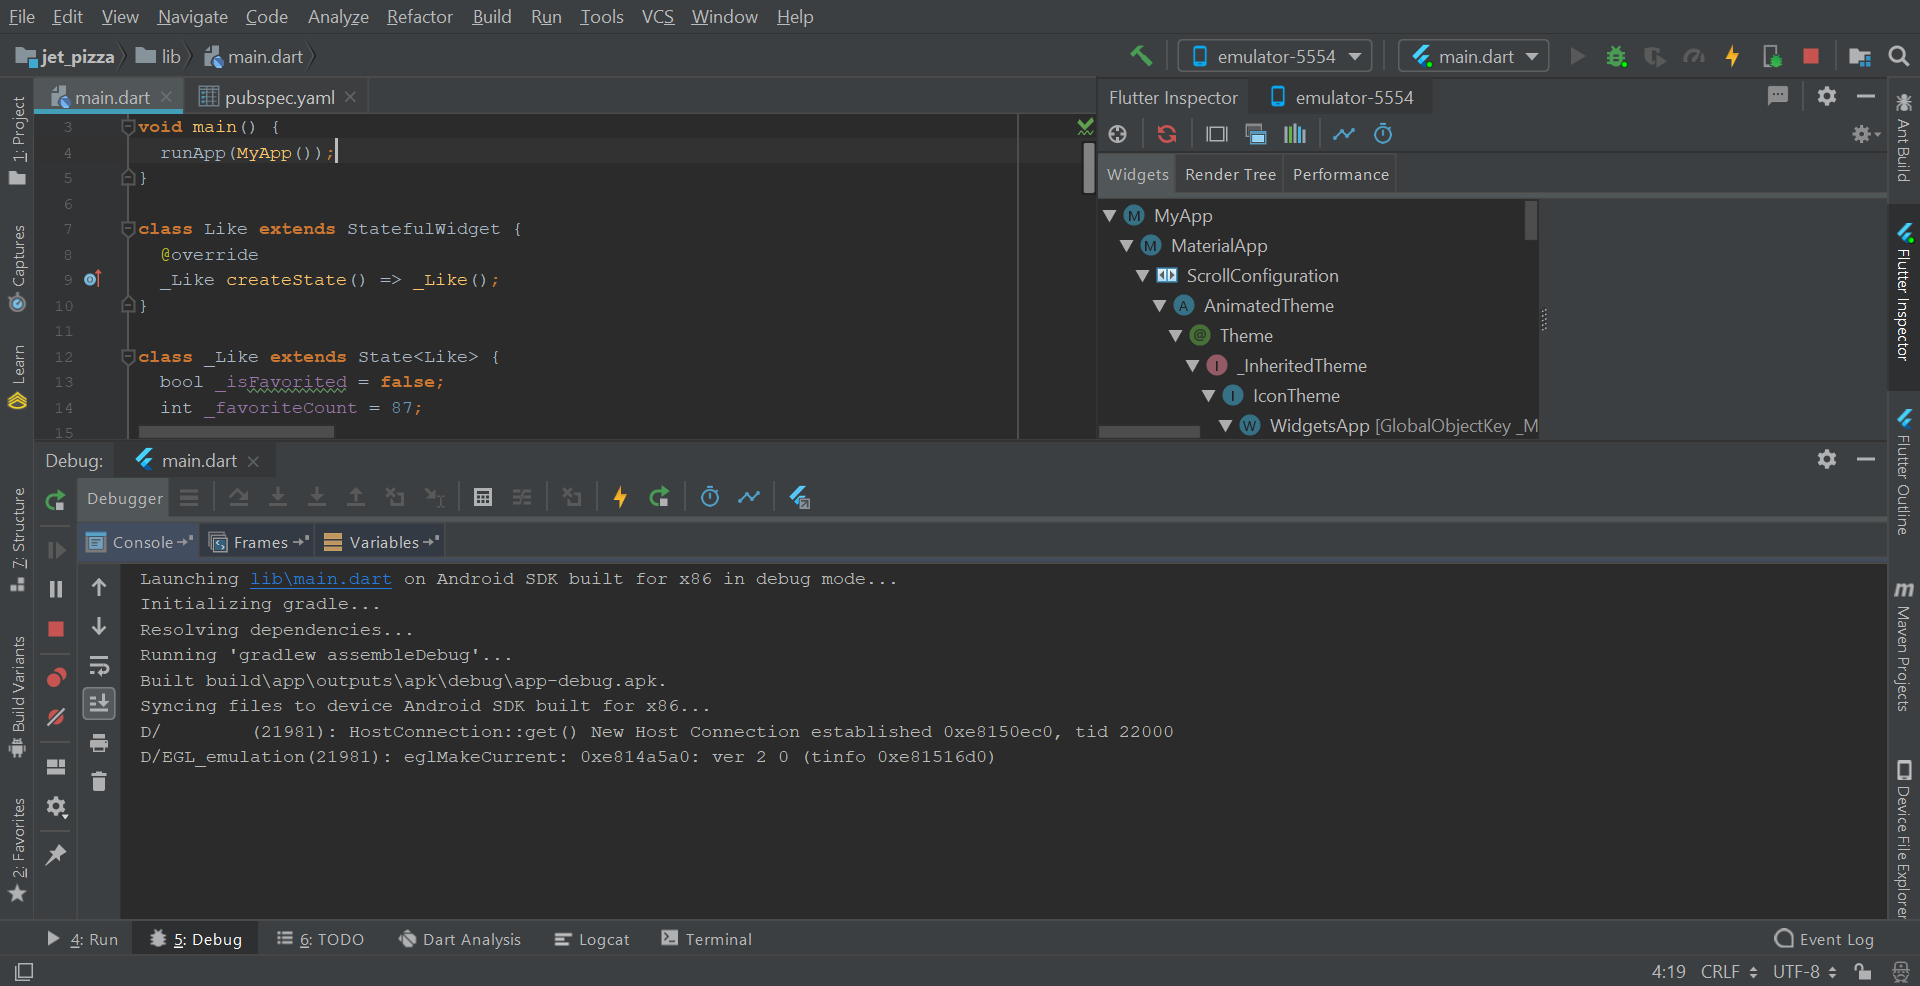 File Edit View Navigate Code Analyze Refactor Build Run Tools VCS Window Help
jet_pizza lib main.dart emulator-5554 main.dart
main.dart pubspec.yaml
3 void main() {
4 runApp(MyApp());
5 }
6
7 class Like extends StatefulWidget {
8 @override
9 _Like createState() => _Like();
10 }
11
12 class _Like extends State<Like> {
13 bool _isFavorited = false;
14 int _favoriteCount = 87;
15
Flutter Inspector emulator-5554
Widgets Render Tree Performance
MyApp
MaterialApp
ScrollConfiguration
AnimatedTheme
Theme
_InheritedTheme
IconTheme
WidgetsApp [GlobalObjectKey _M
1: Project
Captures
Learn
7: Structure
Build Variants
2: Favorites
Ant Build
Flutter Inspector
Flutter Outline
Maven Projects
Device File Explorer
Debug: main.dart
Debugger
Console Frames Variables
Launching lib\main.dart on Android SDK built for x86 in debug mode...
Initializing gradle...
Resolving dependencies...
Running 'gradlew assembleDebug'...
Built build\app\outputs\apk\debug\app-debug.apk.
Syncing files to device Android SDK built for x86...
D/ (21981): HostConnection::get() New Host Connection established 0xe8150ec0, tid 22000
D/EGL_emulation(21981): eglMakeCurrent: 0xe814a5a0: ver 2 0 (tinfo 0xe81516d0)
4: Run 5: Debug 6: TODO Dart Analysis Logcat Terminal Event Log
4:19 CRLF UTF-8